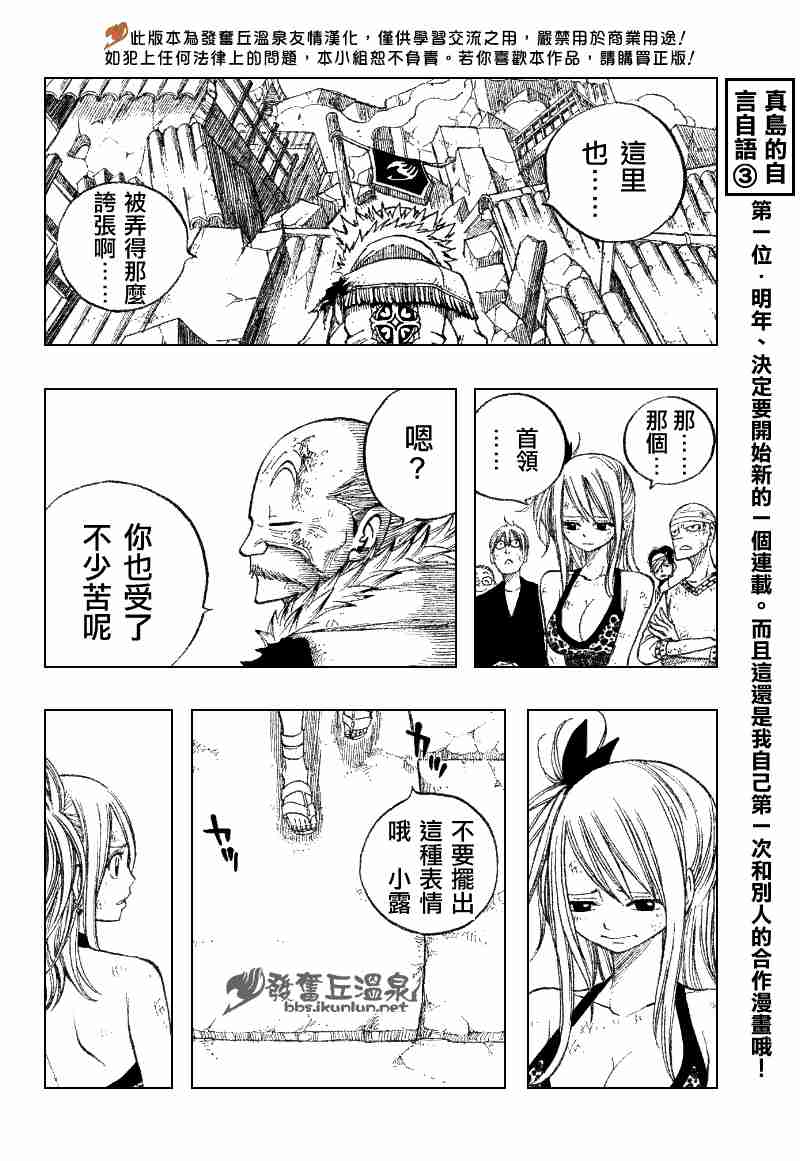 此版本為發奮丘溫泉友情漢化，僅供學習交流之用，嚴禁用於商業用途！
如犯上任何法律上的問題，本小組恕不負責。若你喜歡本作品，請購買正版！
真島的自
言自語③
第一位．明年、決定要開始新的一個連載。而且這還是我自己第一次和別人的合作漫畫哦！
這里
也……
被弄得那麼
誇張啊……
那……
那個…
首領
……
嗯？
你也受了
不少苦呢
不要擺出
這種表情
哦 小露
カッ
カッ
發奮丘溫泉
bbs.ikunlun.net